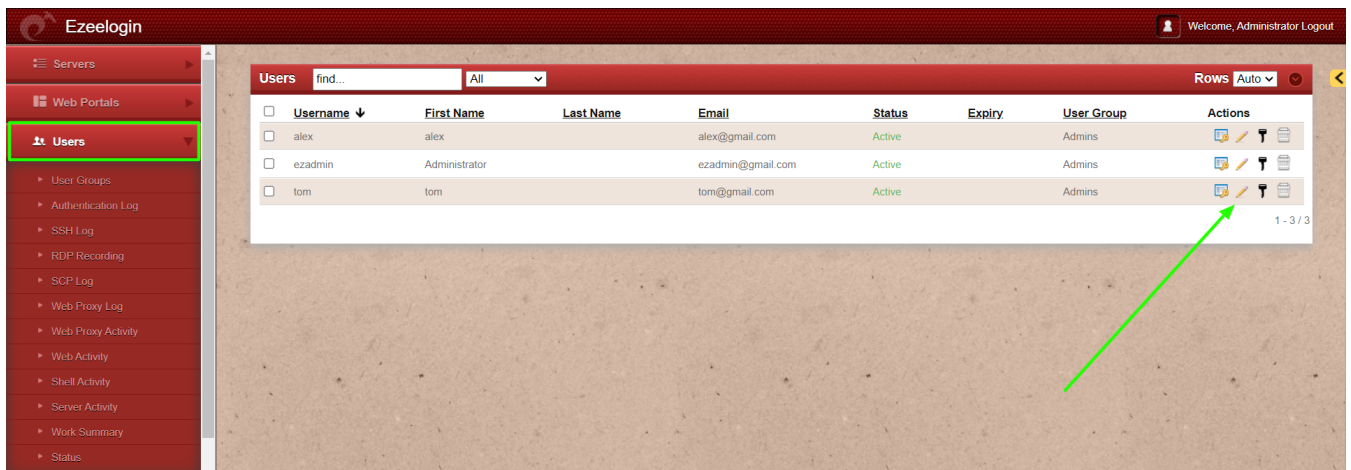 Ezeelogin
Welcome, Administrator Logout
Servers
Web Portals
Users
User Groups
Authentication Log
SSH Log
RDP Recording
SCP Log
Web Proxy Log
Web Proxy Activity
Web Activity
Shell Activity
Server Activity
Work Summary
Status
Users find... All Rows Auto
Username First Name Last Name Email Status Expiry User Group Actions
alex alex alex@gmail.com Active Admins
ezadmin Administrator ezadmin@gmail.com Active Admins
tom tom tom@gmail.com Active Admins
1 - 3 / 3